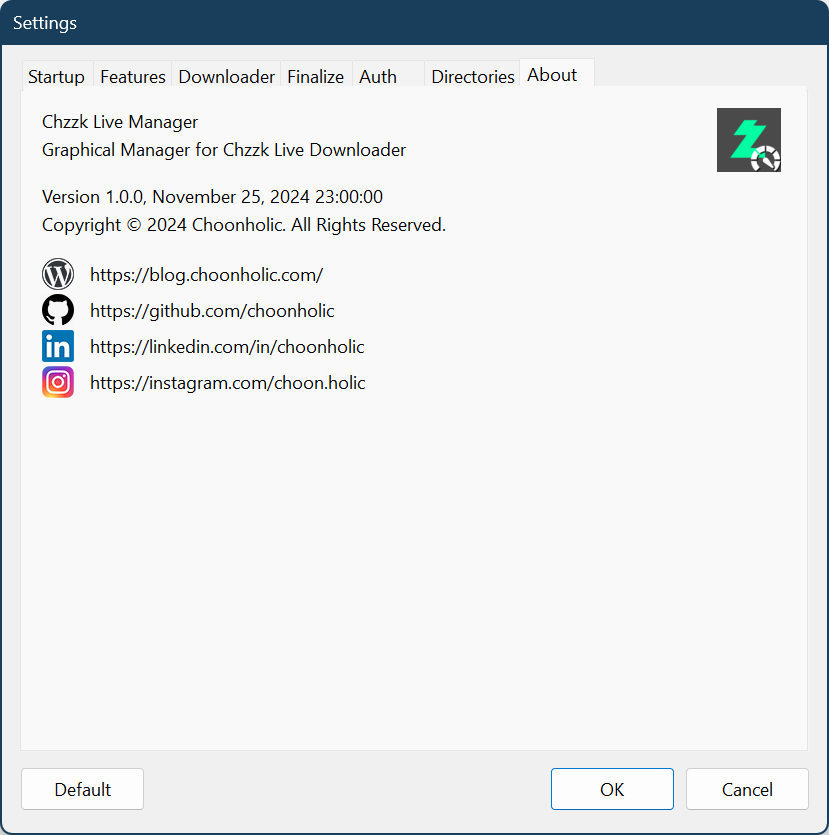 Settings
Startup Features Downloader Finalize Auth Directories About
Chzzk Live Manager
Graphical Manager for Chzzk Live Downloader
Version 1.0.0, November 25, 2024 23:00:00
Copyright © 2024 Choonholic. All Rights Reserved.
https://blog.choonholic.com/
https://github.com/choonholic
https://linkedin.com/in/choonholic
https://instagram.com/choon.holic
Default OK Cancel